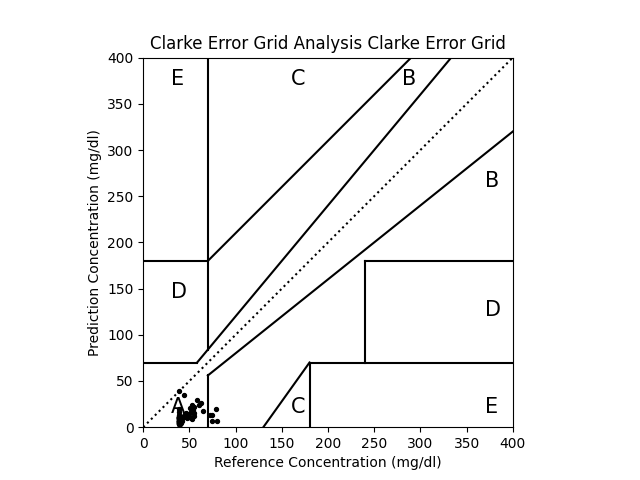 Clarke Error Grid Analysis Clarke Error Grid
400
350
300
250
200
150
100
50
0
Prediction Concentration (mg/dl)
E
C
B
B
D
D
A
C
E
0 50 100 150 200 250 300 350 400
Reference Concentration (mg/dl)